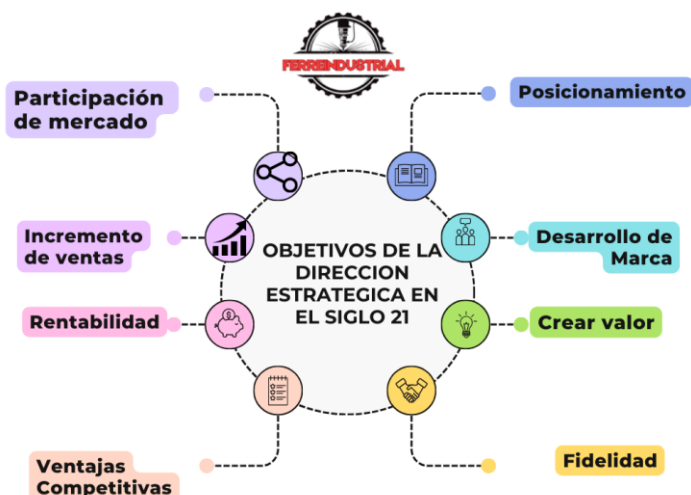 FERREINDUSTRIAL
Participación
de mercado
Posicionamiento
Incremento
de ventas
OBJETIVOS DE LA
DIRECCION
ESTRATEGICA EN
EL SIGLO 21
Desarrollo de
Marca
Rentabilidad
Crear valor
Ventajas
Competitivas
Fidelidad